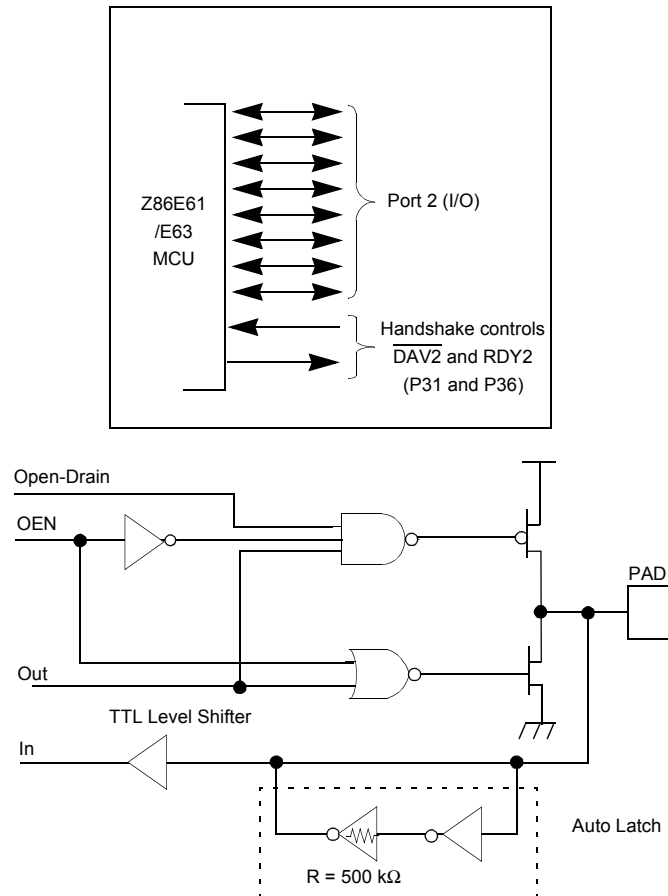 Z86E61
/E63
MCU
Port 2 (I/O)
Handshake controls
DAV2 and RDY2
(P31 and P36)
Open-Drain
OEN
PAD
Out
TTL Level Shifter
In
Auto Latch
R = 500 kΩ